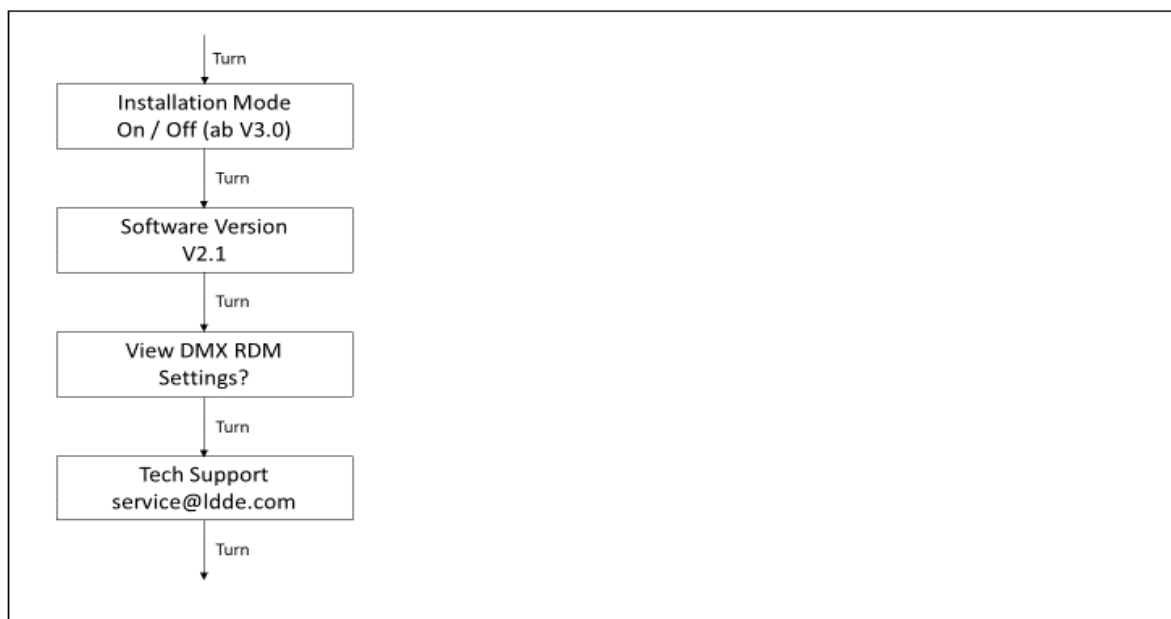 Turn
Installation Mode
On / Off (ab V3.0)
Turn
Software Version
V2.1
Turn
View DMX RDM
Settings?
Turn
Tech Support
service@ldde.com
Turn